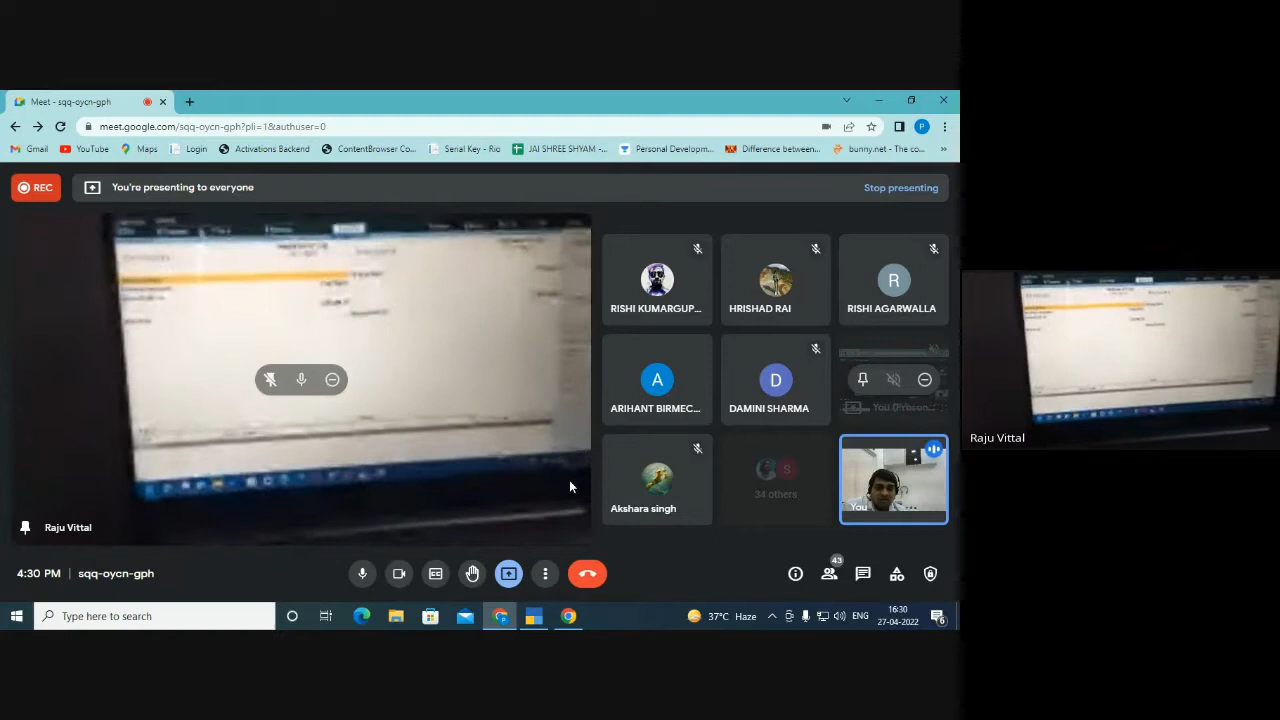 Meet - sqq-oycn-gph
meet.google.com/sqq-oycn-gph?pli=1&authuser=0
Gmail YouTube Maps Login Activations Backend ContentBrowser Co... Serial Key - Rio JAI SHREE SHYAM -... Personal Developm... Difference between... bunny.net - The co... »
REC You're presenting to everyone Stop presenting
RISHI KUMARGUP... HRISHAD RAI RISHI AGARWALLA
R
A D
You (Presen...
ARIHANT BIRMEC... DAMINI SHARMA
Raju Vittal
S
34 others
Akshara singh You
Raju Vittal
43
4:30 PM | sqq-oycn-gph
Type here to search 37°C Haze ENG 16:30
27-04-2022
6